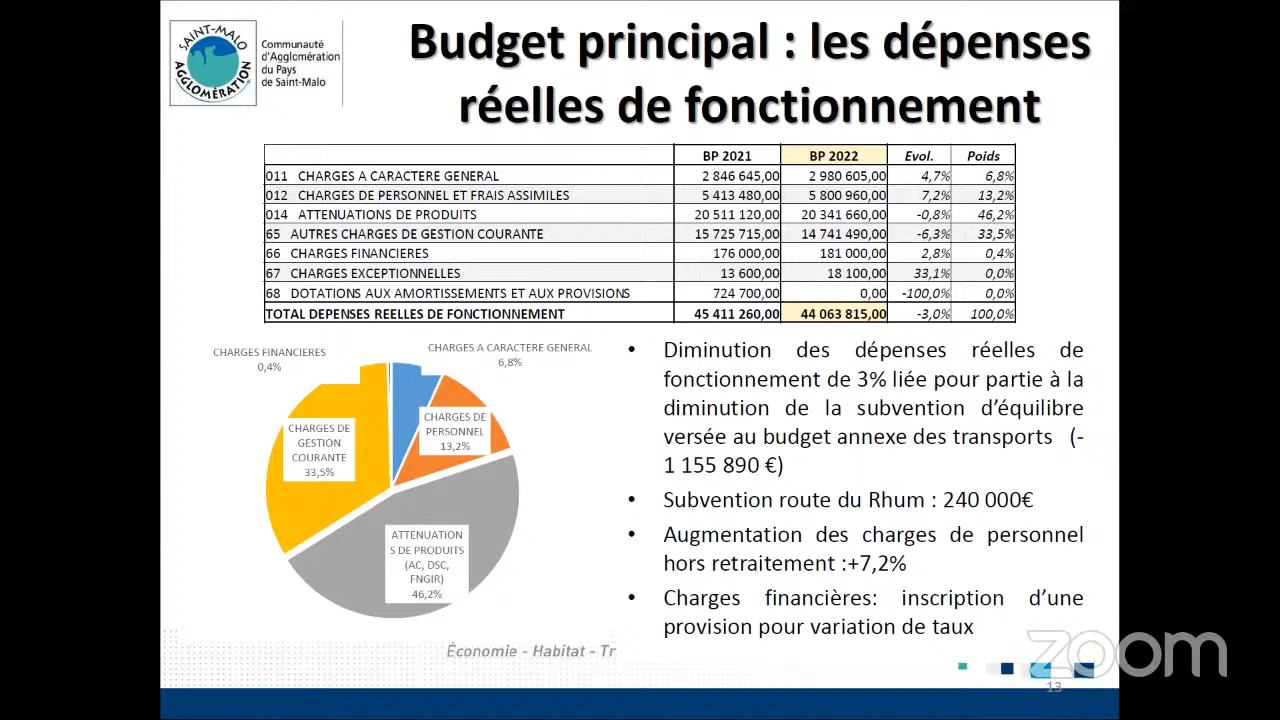 SAINT-MALO
AGGLOMÉRATION
Communauté
d'Agglomération
du Pays
de Saint-Malo
Budget principal : les dépenses
réelles de fonctionnement
BP 2021 BP 2022 Evol. Poids
011 CHARGES A CARACTERE GENERAL 2 846 645,00 2 980 605,00 4,7% 6,8%
012 CHARGES DE PERSONNEL ET FRAIS ASSIMILES 5 413 480,00 5 800 960,00 7,2% 13,2%
014 ATTENUATIONS DE PRODUITS 20 511 120,00 20 341 660,00 -0,8% 46,2%
65 AUTRES CHARGES DE GESTION COURANTE 15 725 715,00 14 741 490,00 -6,3% 33,5%
66 CHARGES FINANCIERES 176 000,00 181 000,00 2,8% 0,4%
67 CHARGES EXCEPTIONNELLES 13 600,00 18 100,00 33,1% 0,0%
68 DOTATIONS AUX AMORTISSEMENTS ET AUX PROVISIONS 724 700,00 0,00 -100,0% 0,0%
TOTAL DEPENSES REELLES DE FONCTIONNEMENT 45 411 260,00 44 063 815,00 -3,0% 100,0%
CHARGES FINANCIERES
0,4%
CHARGES A CARACTERE GENERAL
6,8%
CHARGES DE
PERSONNEL
13,2%
CHARGES DE
GESTION
COURANTE
33,5%
ATTENUATION
S DE PRODUITS
(AC, DSC,
FNGIR)
46,2%
• Diminution des dépenses réelles de
fonctionnement de 3% liée pour partie à la
diminution de la subvention d'équilibre
versée au budget annexe des transports (-
1 155 890 €)
• Subvention route du Rhum : 240 000€
• Augmentation des charges de personnel
hors retraitement :+7,2%
• Charges financières: inscription d'une
provision pour variation de taux
Économie - Habitat - Tr
zoom
13